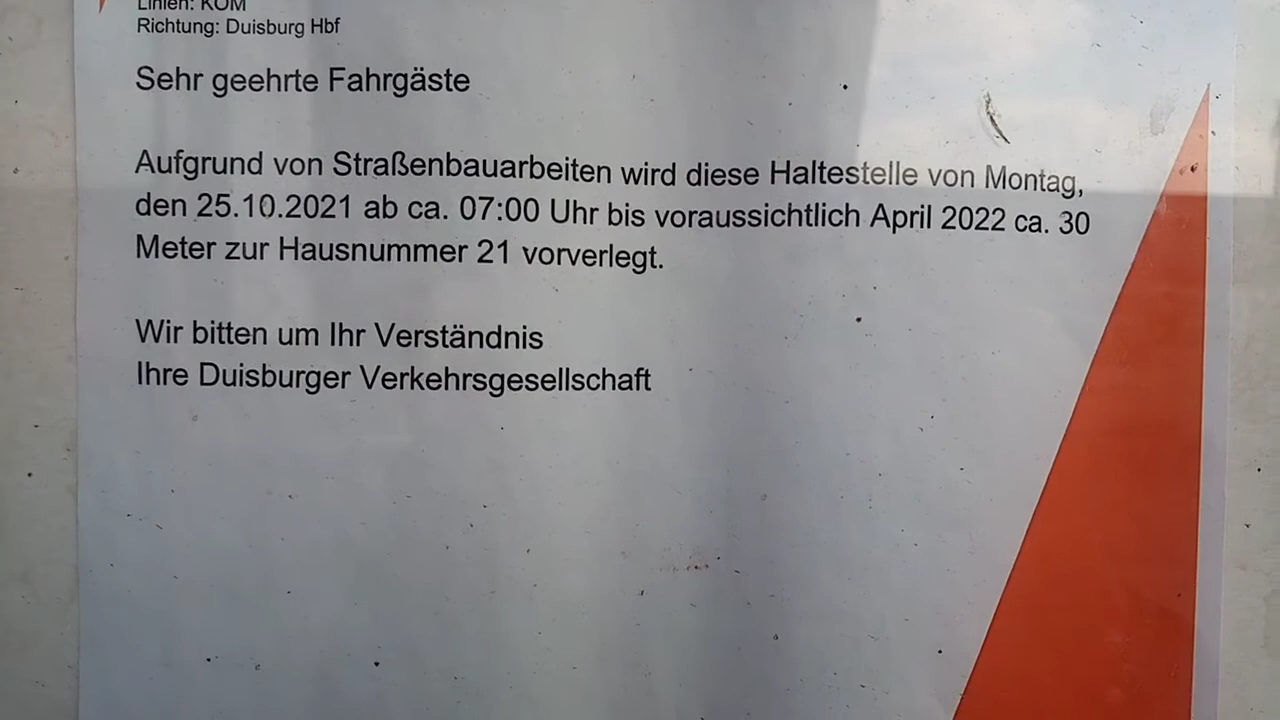 Linien: KOM
Richtung: Duisburg Hbf
Sehr geehrte Fahrgäste
Aufgrund von Straßenbauarbeiten wird diese Haltestelle von Montag,
den 25.10.2021 ab ca. 07:00 Uhr bis voraussichtlich April 2022 ca. 30
Meter zur Hausnummer 21 vorverlegt.
Wir bitten um Ihr Verständnis
Ihre Duisburger Verkehrsgesellschaft